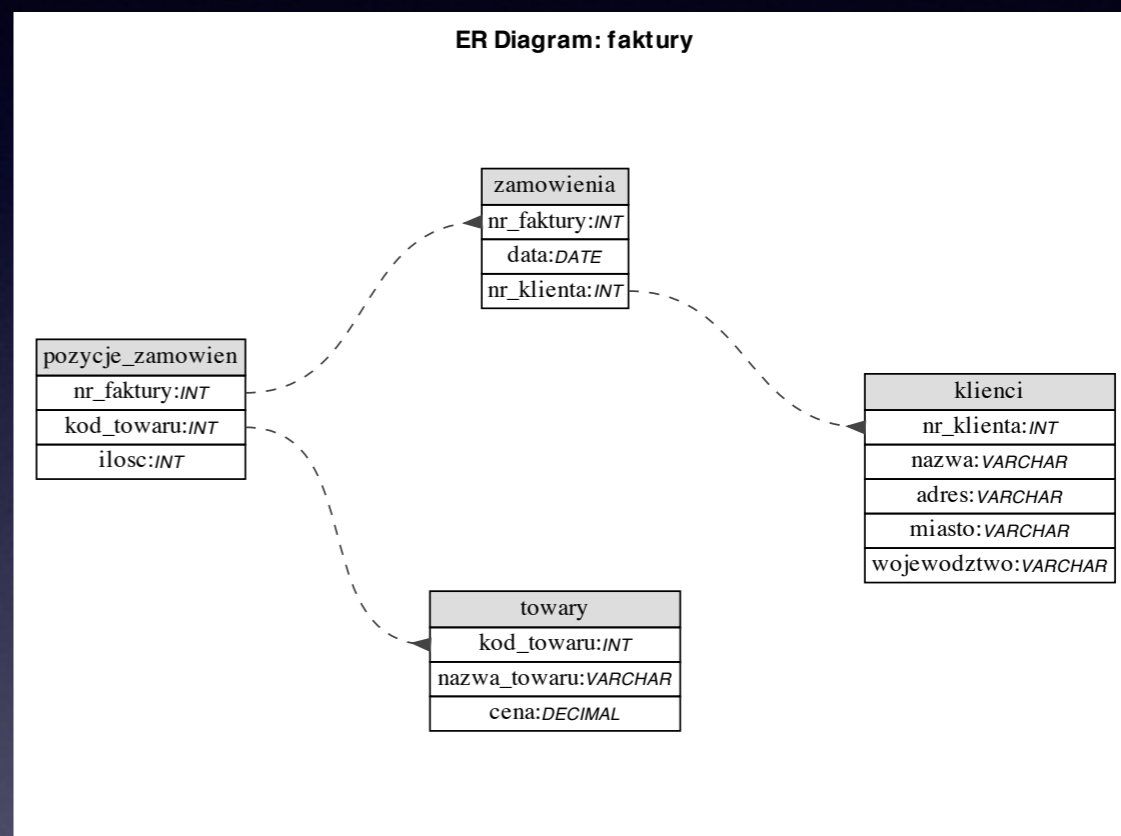 ER Diagram: faktury
zamowienia
nr_faktury:INT
data:DATE
nr_klienta:INT
pozycje_zamowien
nr_faktury:INT
kod_towaru:INT
ilosc:INT
klienci
nr_klienta:INT
nazwa:VARCHAR
adres:VARCHAR
miasto:VARCHAR
wojewodztwo:VARCHAR
towary
kod_towaru:INT
nazwa_towaru:VARCHAR
cena:DECIMAL